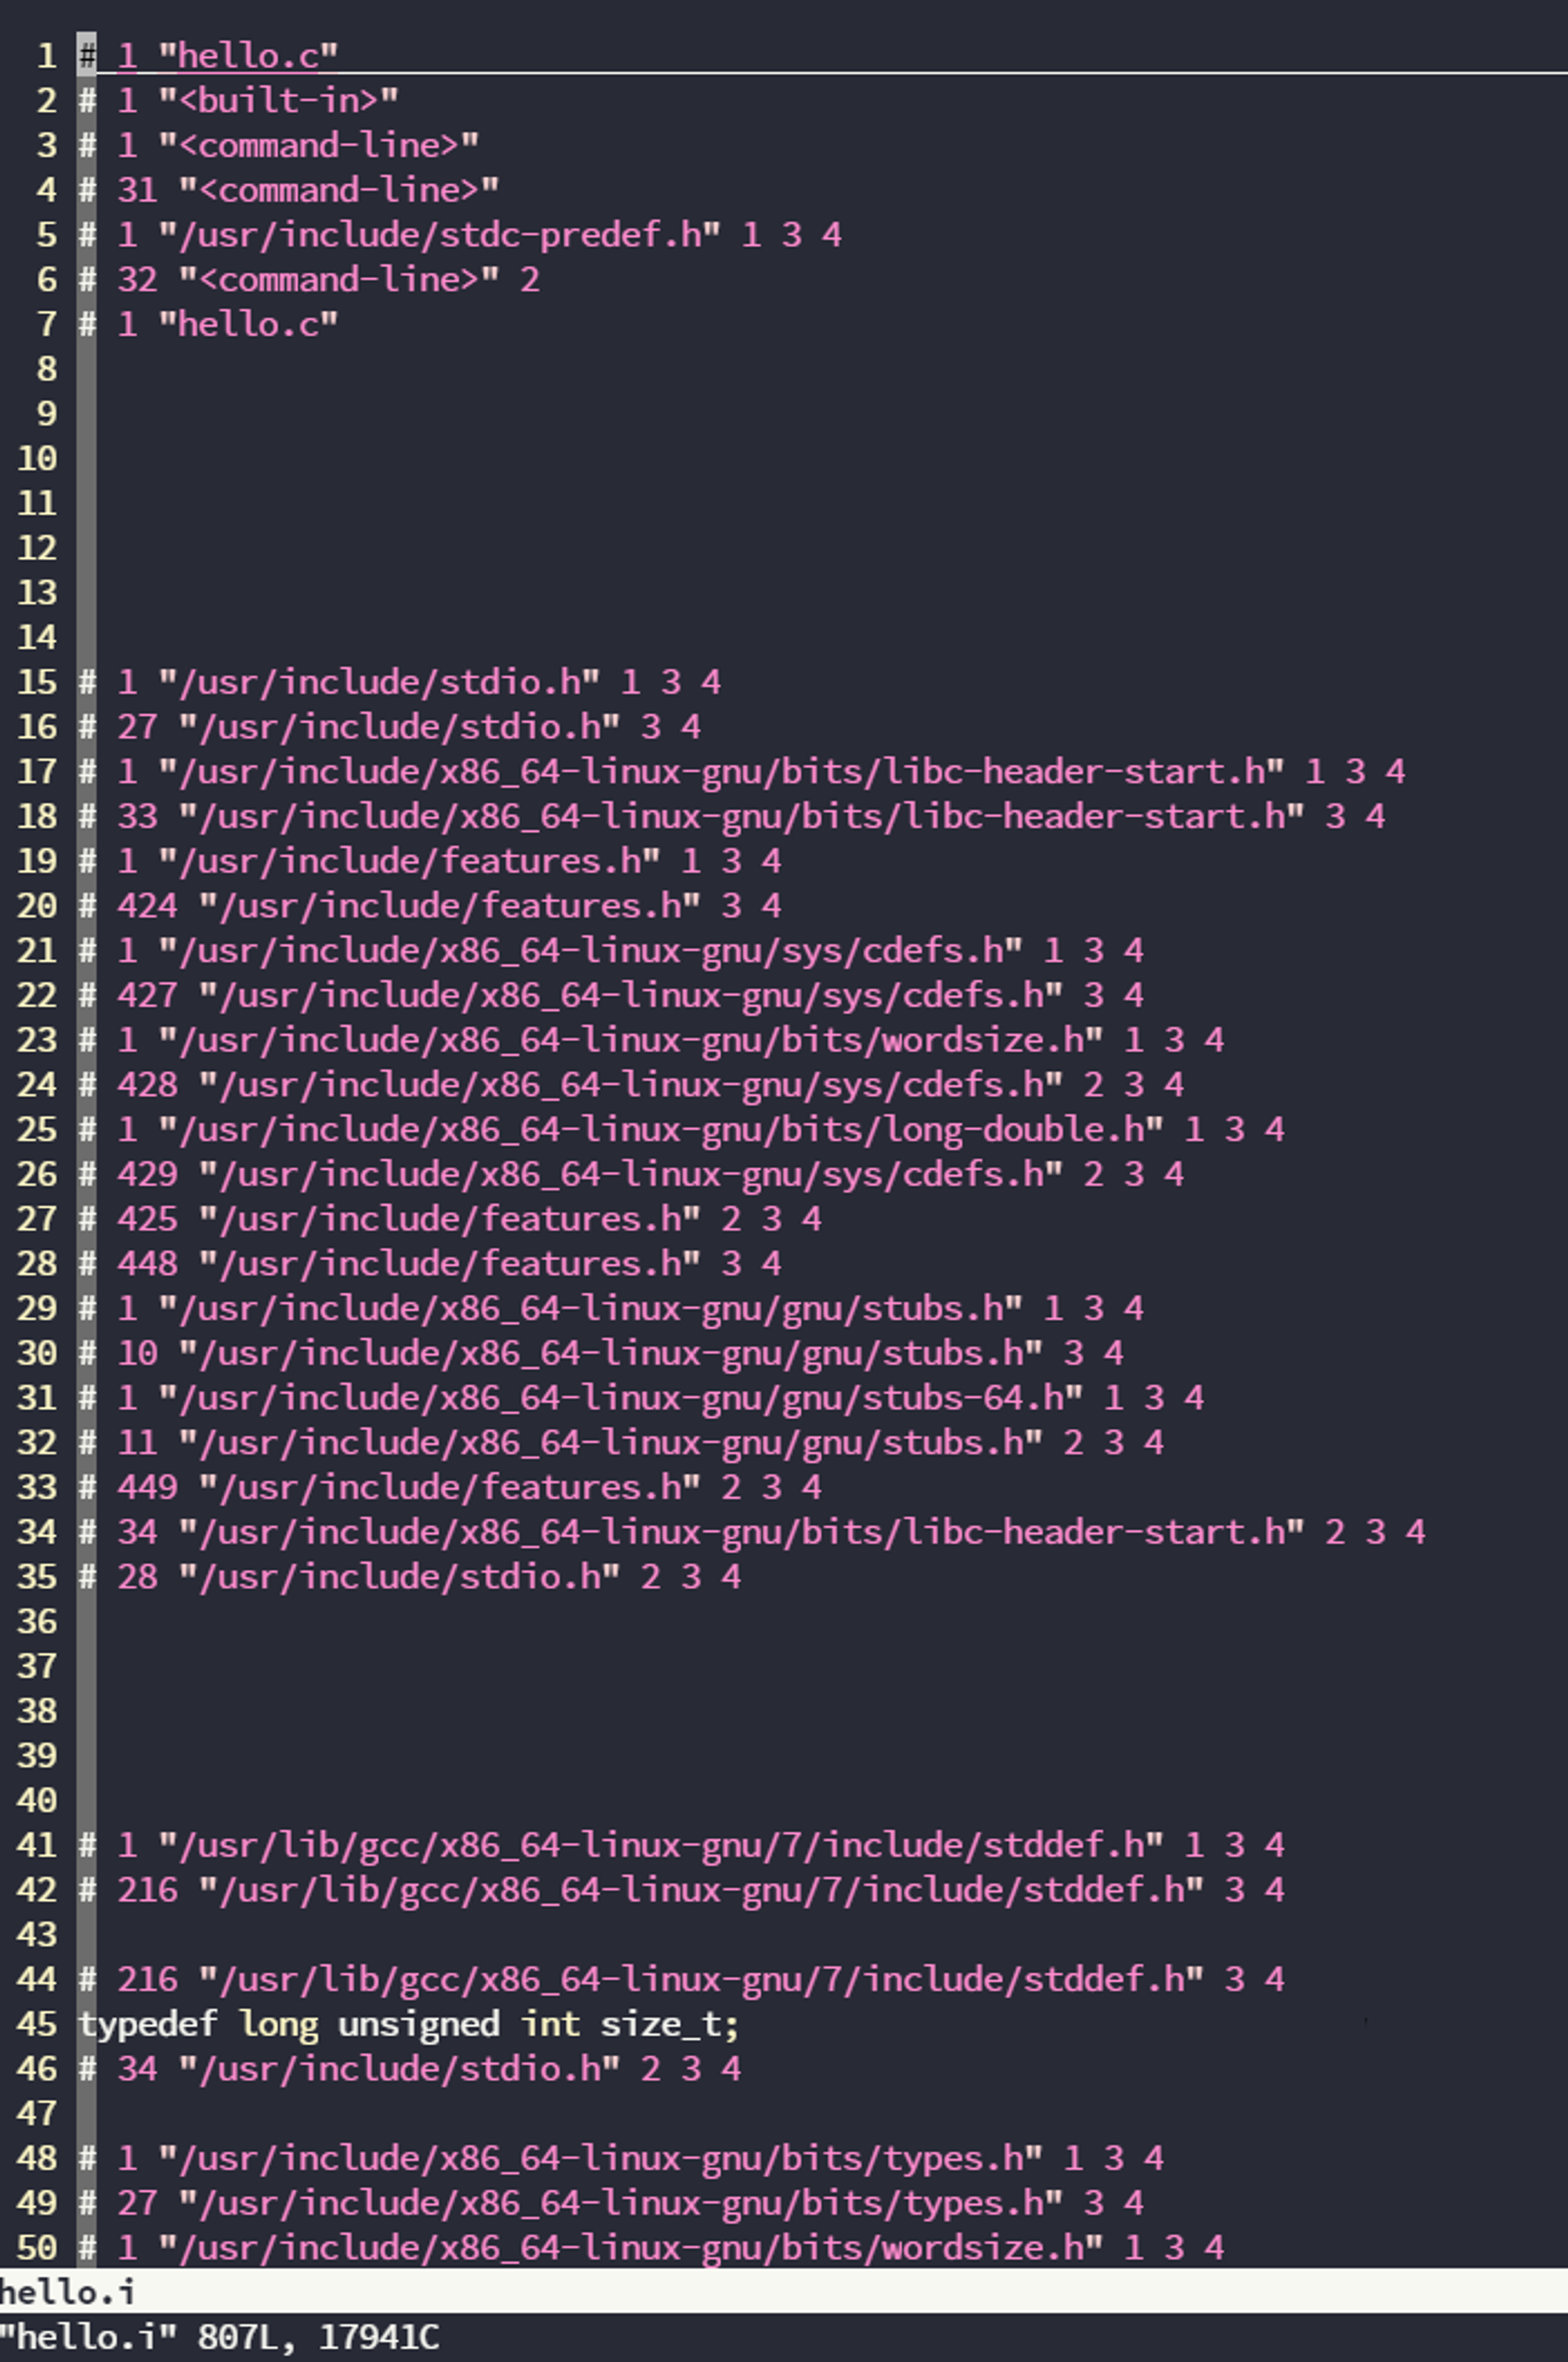 1 # 1 "hello.c"
2 # 1 "<built-in>"
3 # 1 "<command-line>"
4 # 31 "<command-line>"
5 # 1 "/usr/include/stdc-predef.h" 1 3 4
6 # 32 "<command-line>" 2
7 # 1 "hello.c"
8
9
10
11
12
13
14
15 # 1 "/usr/include/stdio.h" 1 3 4
16 # 27 "/usr/include/stdio.h" 3 4
17 # 1 "/usr/include/x86_64-linux-gnu/bits/libc-header-start.h" 1 3 4
18 # 33 "/usr/include/x86_64-linux-gnu/bits/libc-header-start.h" 3 4
19 # 1 "/usr/include/features.h" 1 3 4
20 # 424 "/usr/include/features.h" 3 4
21 # 1 "/usr/include/x86_64-linux-gnu/sys/cdefs.h" 1 3 4
22 # 427 "/usr/include/x86_64-linux-gnu/sys/cdefs.h" 3 4
23 # 1 "/usr/include/x86_64-linux-gnu/bits/wordsize.h" 1 3 4
24 # 428 "/usr/include/x86_64-linux-gnu/sys/cdefs.h" 2 3 4
25 # 1 "/usr/include/x86_64-linux-gnu/bits/long-double.h" 1 3 4
26 # 429 "/usr/include/x86_64-linux-gnu/sys/cdefs.h" 2 3 4
27 # 425 "/usr/include/features.h" 2 3 4
28 # 448 "/usr/include/features.h" 3 4
29 # 1 "/usr/include/x86_64-linux-gnu/gnu/stubs.h" 1 3 4
30 # 10 "/usr/include/x86_64-linux-gnu/gnu/stubs.h" 3 4
31 # 1 "/usr/include/x86_64-linux-gnu/gnu/stubs-64.h" 1 3 4
32 # 11 "/usr/include/x86_64-linux-gnu/gnu/stubs.h" 2 3 4
33 # 449 "/usr/include/features.h" 2 3 4
34 # 34 "/usr/include/x86_64-linux-gnu/bits/libc-header-start.h" 2 3 4
35 # 28 "/usr/include/stdio.h" 2 3 4
36
37
38
39
40
41 # 1 "/usr/lib/gcc/x86_64-linux-gnu/7/include/stddef.h" 1 3 4
42 # 216 "/usr/lib/gcc/x86_64-linux-gnu/7/include/stddef.h" 3 4
43
44 # 216 "/usr/lib/gcc/x86_64-linux-gnu/7/include/stddef.h" 3 4
45 typedef long unsigned int size_t;
46 # 34 "/usr/include/stdio.h" 2 3 4
47
48 # 1 "/usr/include/x86_64-linux-gnu/bits/types.h" 1 3 4
49 # 27 "/usr/include/x86_64-linux-gnu/bits/types.h" 3 4
50 # 1 "/usr/include/x86_64-linux-gnu/bits/wordsize.h" 1 3 4
hello.i
"hello.i" 807L, 17941C